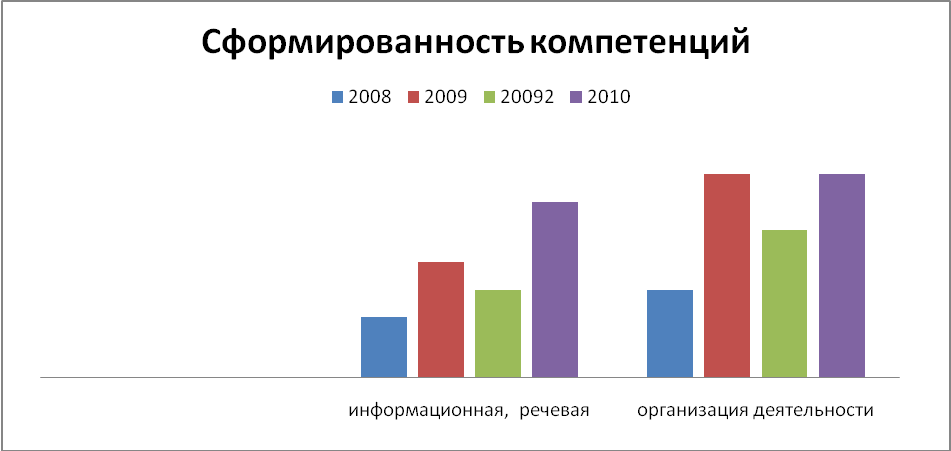 Сформированность компетенций
2008 2009 20092 2010
информационная, речевая организация деятельности